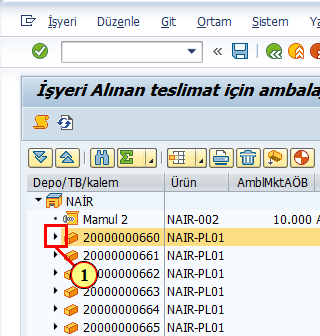 İşyeri Düzenle Git Ortam Sistem
İşyeri Alınan teslimat için ambala
Depo/TB/kalem Ürün AmblMktAÖB
NAİR
Mamul 2 NAIR-002 10.000 A
20000000660 NAIR-PL01
20000000661 NAIR-PL01
20000000662 NAIR-PL01
1
20000000663 NAIR-PL01
20000000664 NAIR-PL01
20000000665 NAIR-PL01